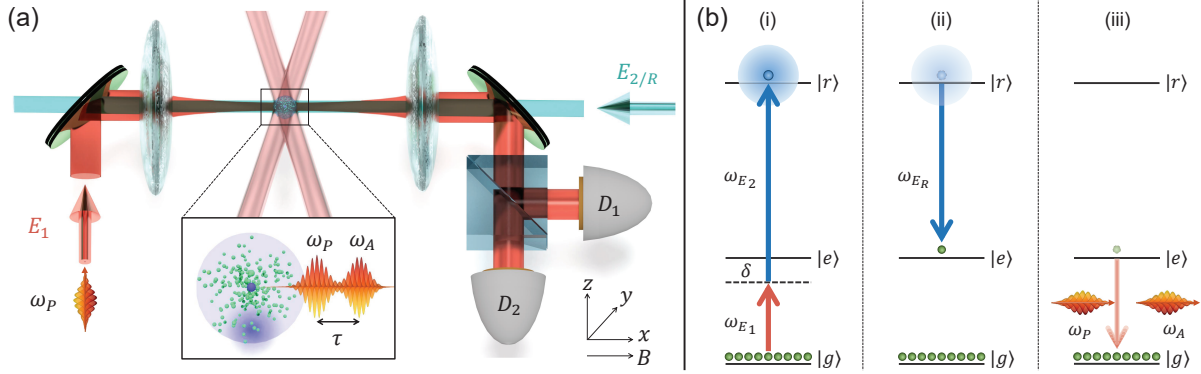 (a)
E_{2/R}
E_1
ω_P
D_1
D_2
ω_P ω_A
τ
z
y
x
B
(b)
(i) (ii) (iii)
|r⟩ |r⟩ |r⟩
ω_{E_2} ω_{E_R}
|e⟩ |e⟩ |e⟩
δ
ω_{E_1} ω_P ω_A
|g⟩ |g⟩ |g⟩